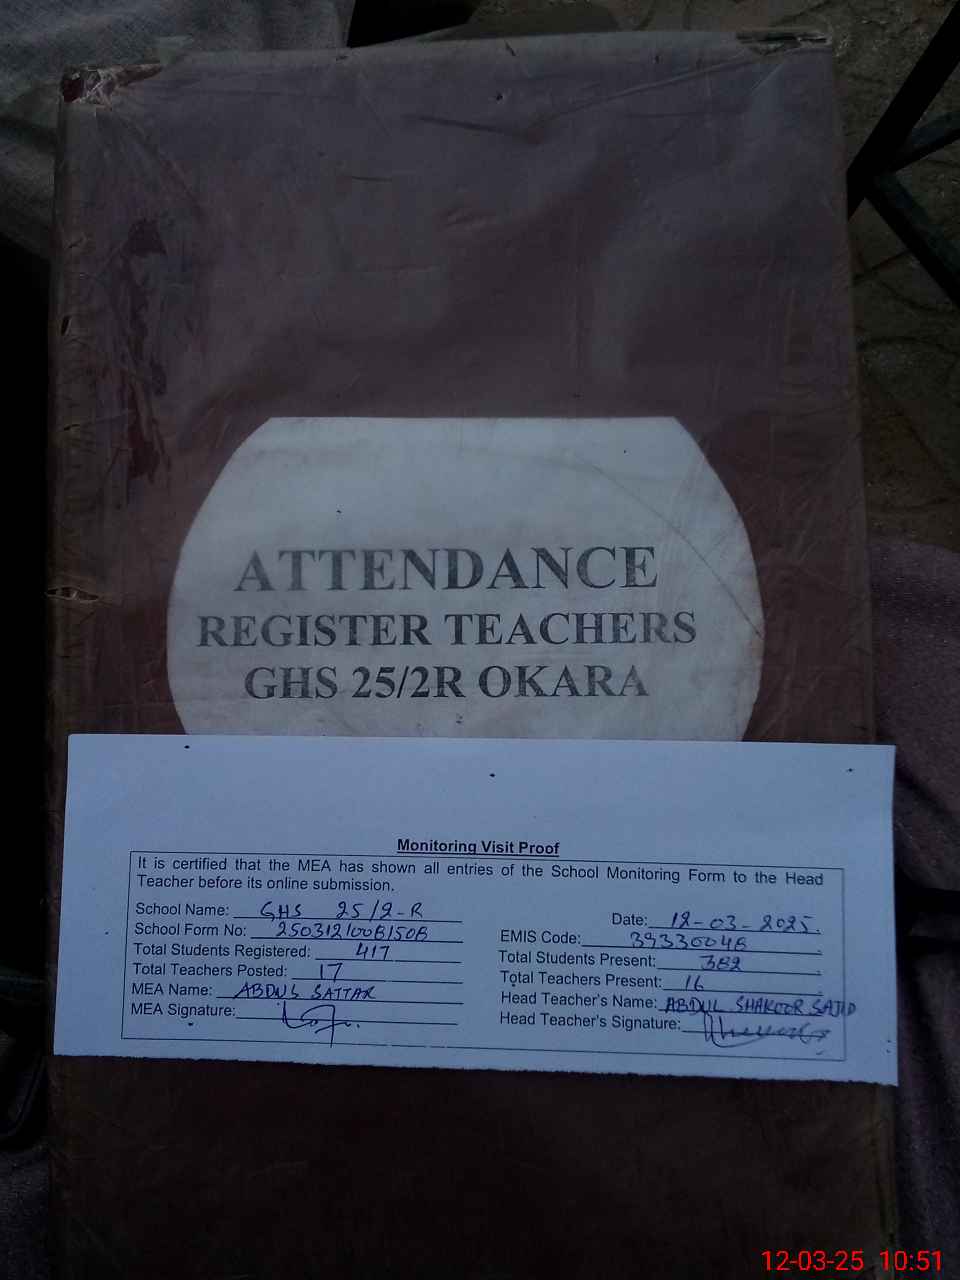 ATTENDANCE
REGISTER TEACHERS
GHS 25/2R OKARA
Monitoring Visit Proof
It is certified that the MEA has shown all entries of the School Monitoring Form to the Head
Teacher before its online submission.
School Name: GHS 25/2-R
Date: 12-03-2025.
School Form No: 25031210081508
EMIS Code: 39330048
Total Students Registered: 417
Total Students Present: 382
Total Teachers Posted: 17
Total Teachers Present: 16
MEA Name: ABDUL SATTAR
Head Teacher's Name: ABDUL SHAKOOR SAJID
MEA Signature:
Head Teacher's Signature:
12-03-25 10:51